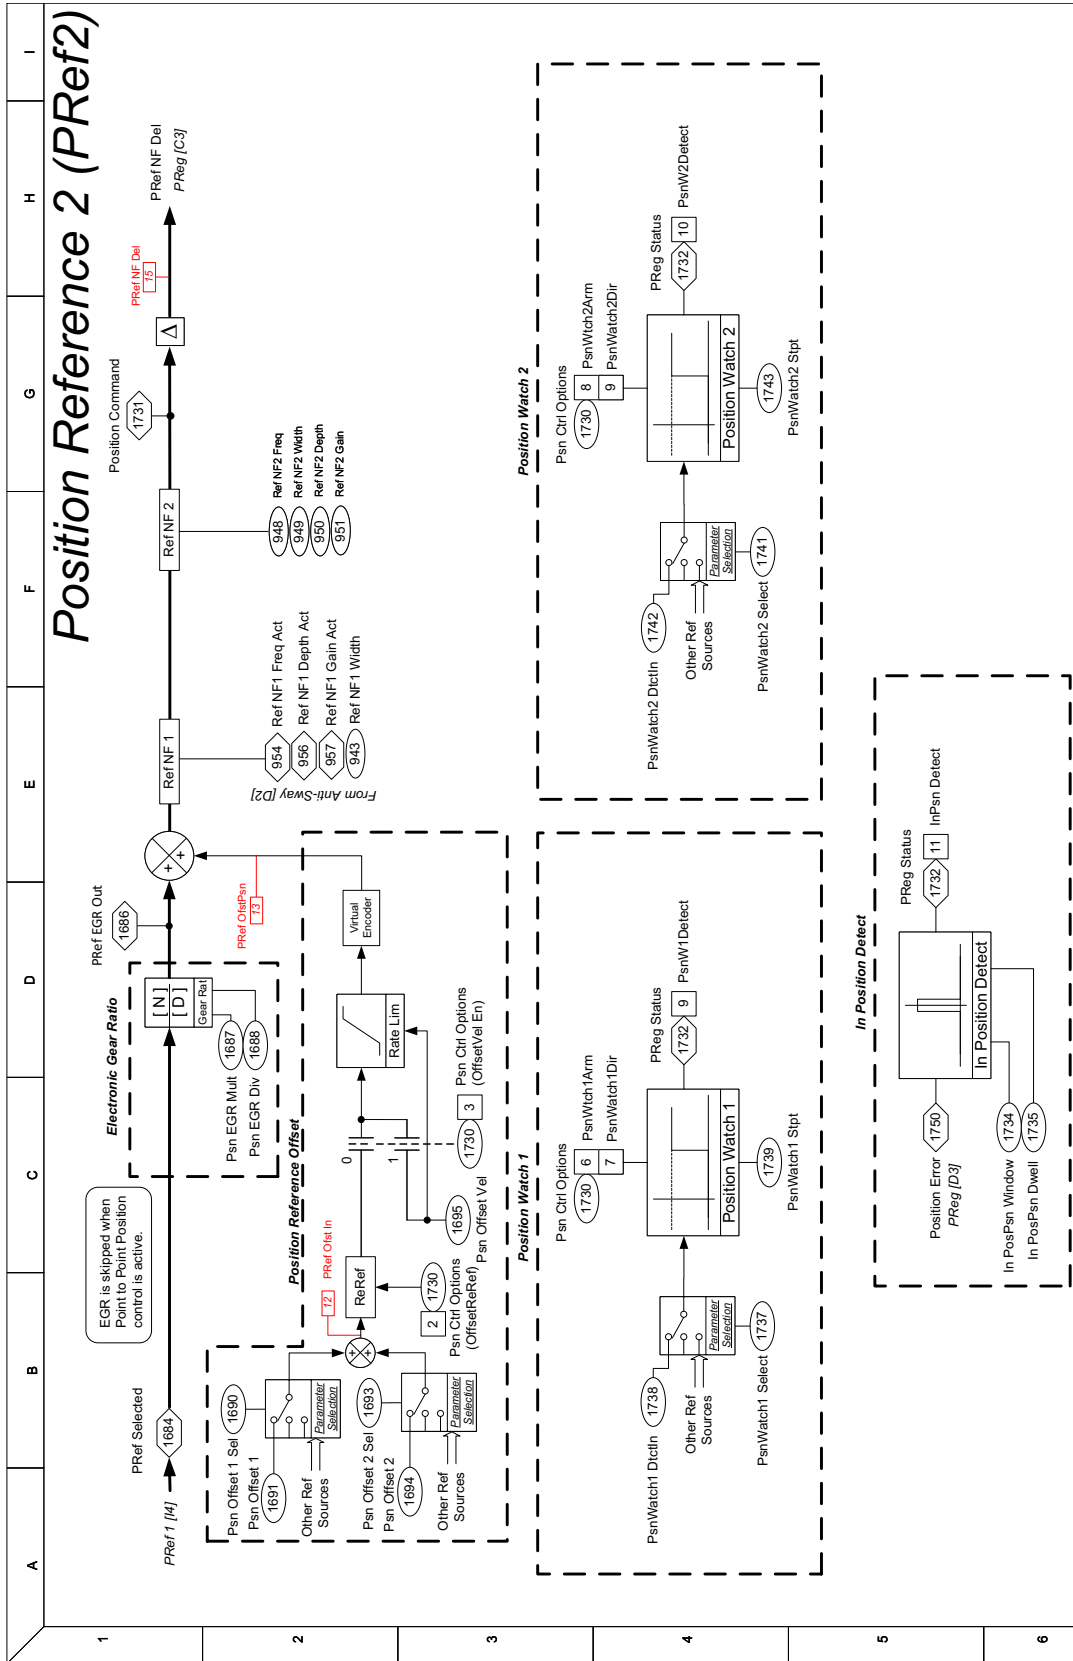 A B C D E F G H I
1
2
3
4
5
6
Position Reference 2 (PRef2)
PRef 1 [I4]
PRef Selected
1684
EGR is skipped when
Point to Point Position
control is active.
Electronic Gear Ratio
[ N ]
[ D ]
Gear Rat
1687
Psn EGR Mult
1688
Psn EGR Div
PRef EGR Out
1686
+
+
Ref NF 1
954 Ref NF1 Freq Act
956 Ref NF1 Depth Act
957 Ref NF1 Gain Act
943 Ref NF1 Width
From Anti-Sway [D2]
Ref NF 2
948 Ref NF2 Freq
949 Ref NF2 Width
950 Ref NF2 Depth
951 Ref NF2 Gain
Position Command
1731
Δ
PRef NF Del
15
PRef NF Del
PReg [C3]
Position Reference Offset
Psn Offset 1 Sel
1690
Psn Offset 1
1691
Other Ref
Sources
Parameter
Selection
Psn Offset 2 Sel
1693
Psn Offset 2
1694
Other Ref
Sources
Parameter
Selection
+
+
12
PRef Ofst In
ReRef
2
1730
Psn Ctrl Options
(OffsetReRef)
0
1
1695
Psn Offset Vel
1730
3
Psn Ctrl Options
(OffsetVel En)
Rate Lim
Virtual
Encoder
PRef OfstPsn
13
Position Watch 1
PsnWatch1 DtctIn
1738
Other Ref
Sources
Parameter
Selection
1737
PsnWatch1 Select
Psn Ctrl Options
1730
6
PsnWtch1Arm
7
PsnWatch1Dir
Position Watch 1
1739
PsnWatch1 Stpt
PReg Status
1732
9
PsnW1Detect
Position Watch 2
PsnWatch2 DtctIn
1742
Other Ref
Sources
Parameter
Selection
1741
PsnWatch2 Select
Psn Ctrl Options
1730
8
PsnWtch2Arm
9
PsnWatch2Dir
Position Watch 2
1743
PsnWatch2 Stpt
PReg Status
1732
10
PsnW2Detect
In Position Detect
Position Error
PReg [D3]
1750
In Position Detect
1734
In PosPsn Window
1735
In PosPsn Dwell
PReg Status
1732
11
InPsn Detect